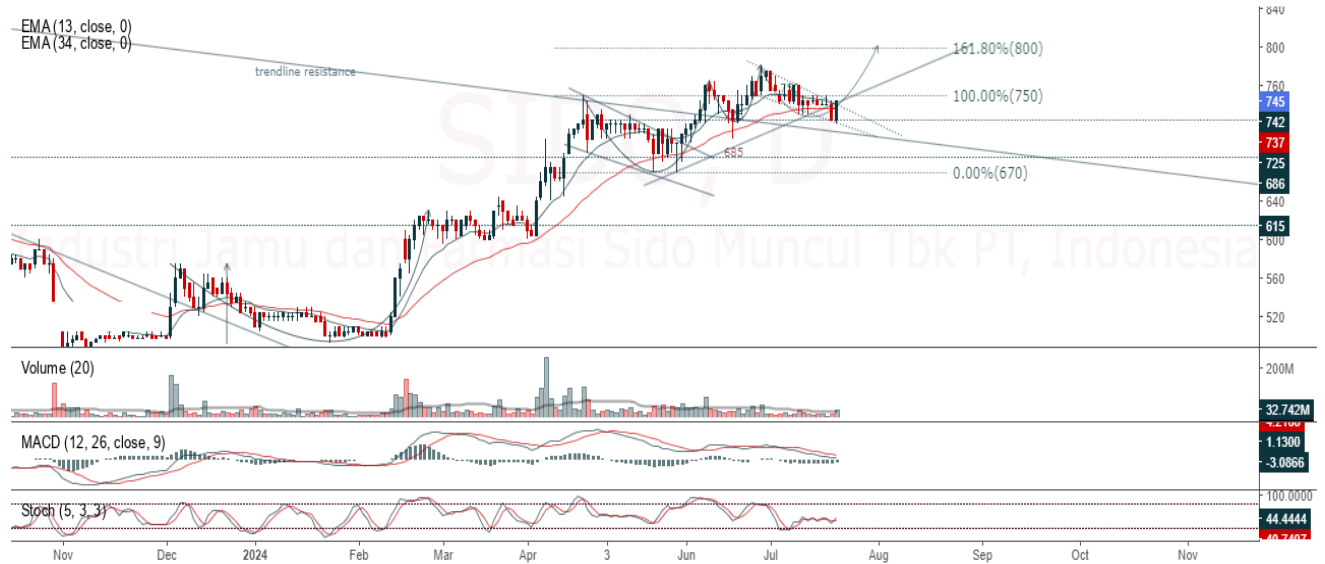 EMA (13, close, 0)
EMA (34, close, 0)
trendline resistance
161.80%(800)
100.00%(750)
685
0.00%(670)
SIDO, D
Industri Jamu dan Farmasi Sido Muncul Tbk PT, Indonesia
840
800
760
745
742
737
725
686
640
615
600
560
520
Volume (20)
200M
32.742M
MACD (12, 26, close, 9)
1.1300
-3.0866
Stoch (5, 3, 3)
100.0000
44.4444
40.7407
Nov
Dec
2024
Feb
Mar
Apr
3
Jun
Jul
Aug
Sep
Oct
Nov